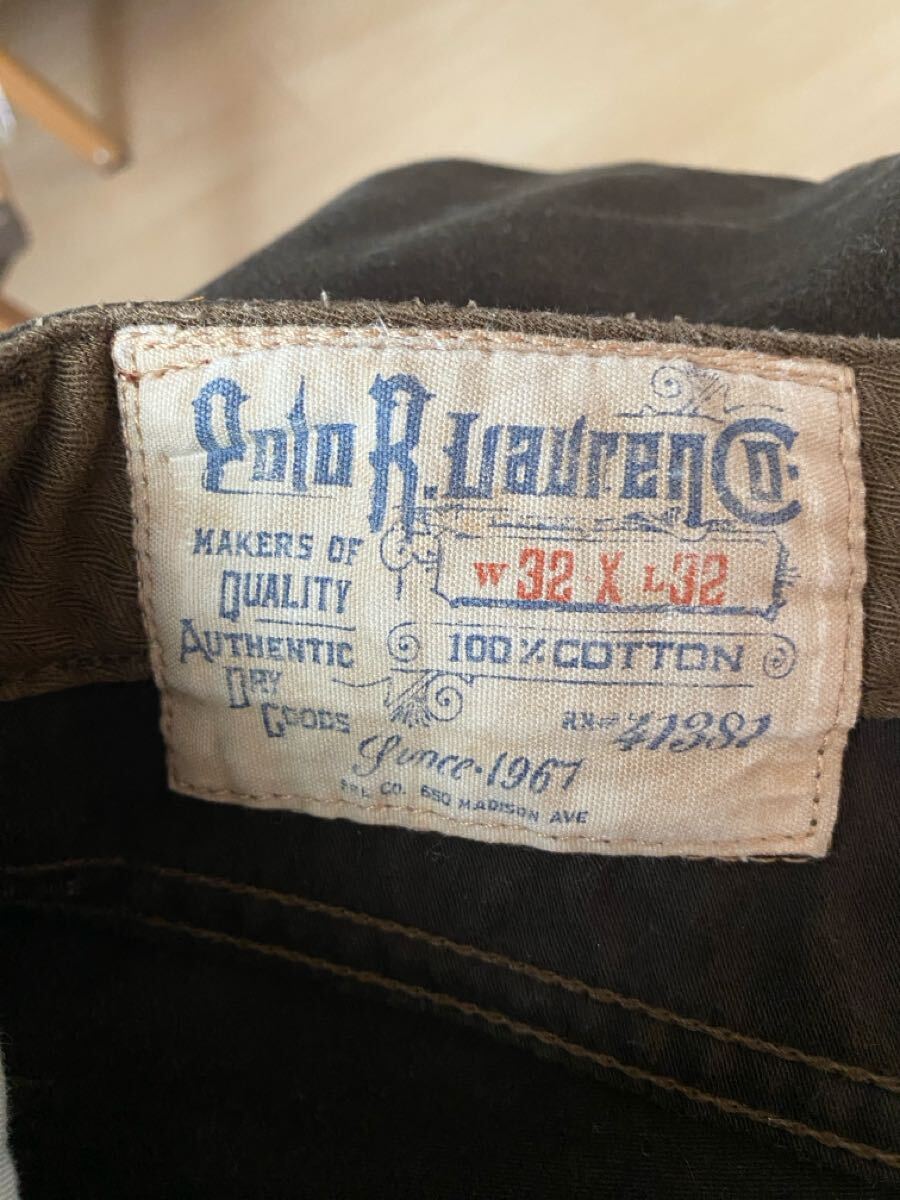 Polo R. Lauren Co.
MAKERS OF
QUALITY
AUTHENTIC
DRY
GOODS
W 32 X L 32
100% COTTON
RN# 41381
Since 1967
PRL CO. 650 MADISON AVE